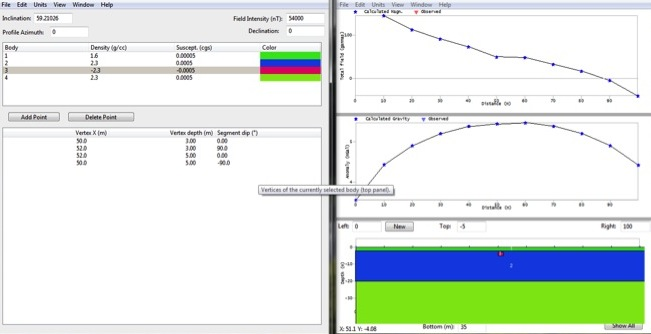 File Edit Units View Window Help
Inclination: 59.21026 Field Intensity (nT): 54000
Profile Azimuth: 0 Declination: 0
Body Density (g/cc) Suscept. (cgs) Color
1 1.6 0.00005
2 2.3 0.0005
3 -2.3 -0.0005
4 2.3 0.0005
Add Point Delete Point
Vertex X (m) Vertex depth (m) Segment dip (°)
50.0 3.00 0.00
52.0 3.00 90.0
52.0 5.00 0.00
50.0 5.00 -90.0
Vertices of the currently selected body (top panel).
File Edit Units View Window Help
Calculated Magn. Observed
Total Field (gammas)
100
0
0 10 20 30 40 50 60 70 80 90
Distance (m)
Calculated Gravity Observed
Anomaly (mGal)
0 10 20 30 40 50 60 70 80 90
Distance (m)
Left: 0 New Top: -5 Right: 100
Depth (m)
0
-10
-20
-30
2
X: 51.1 Y: -4.08 Bottom (m): 35 Show All